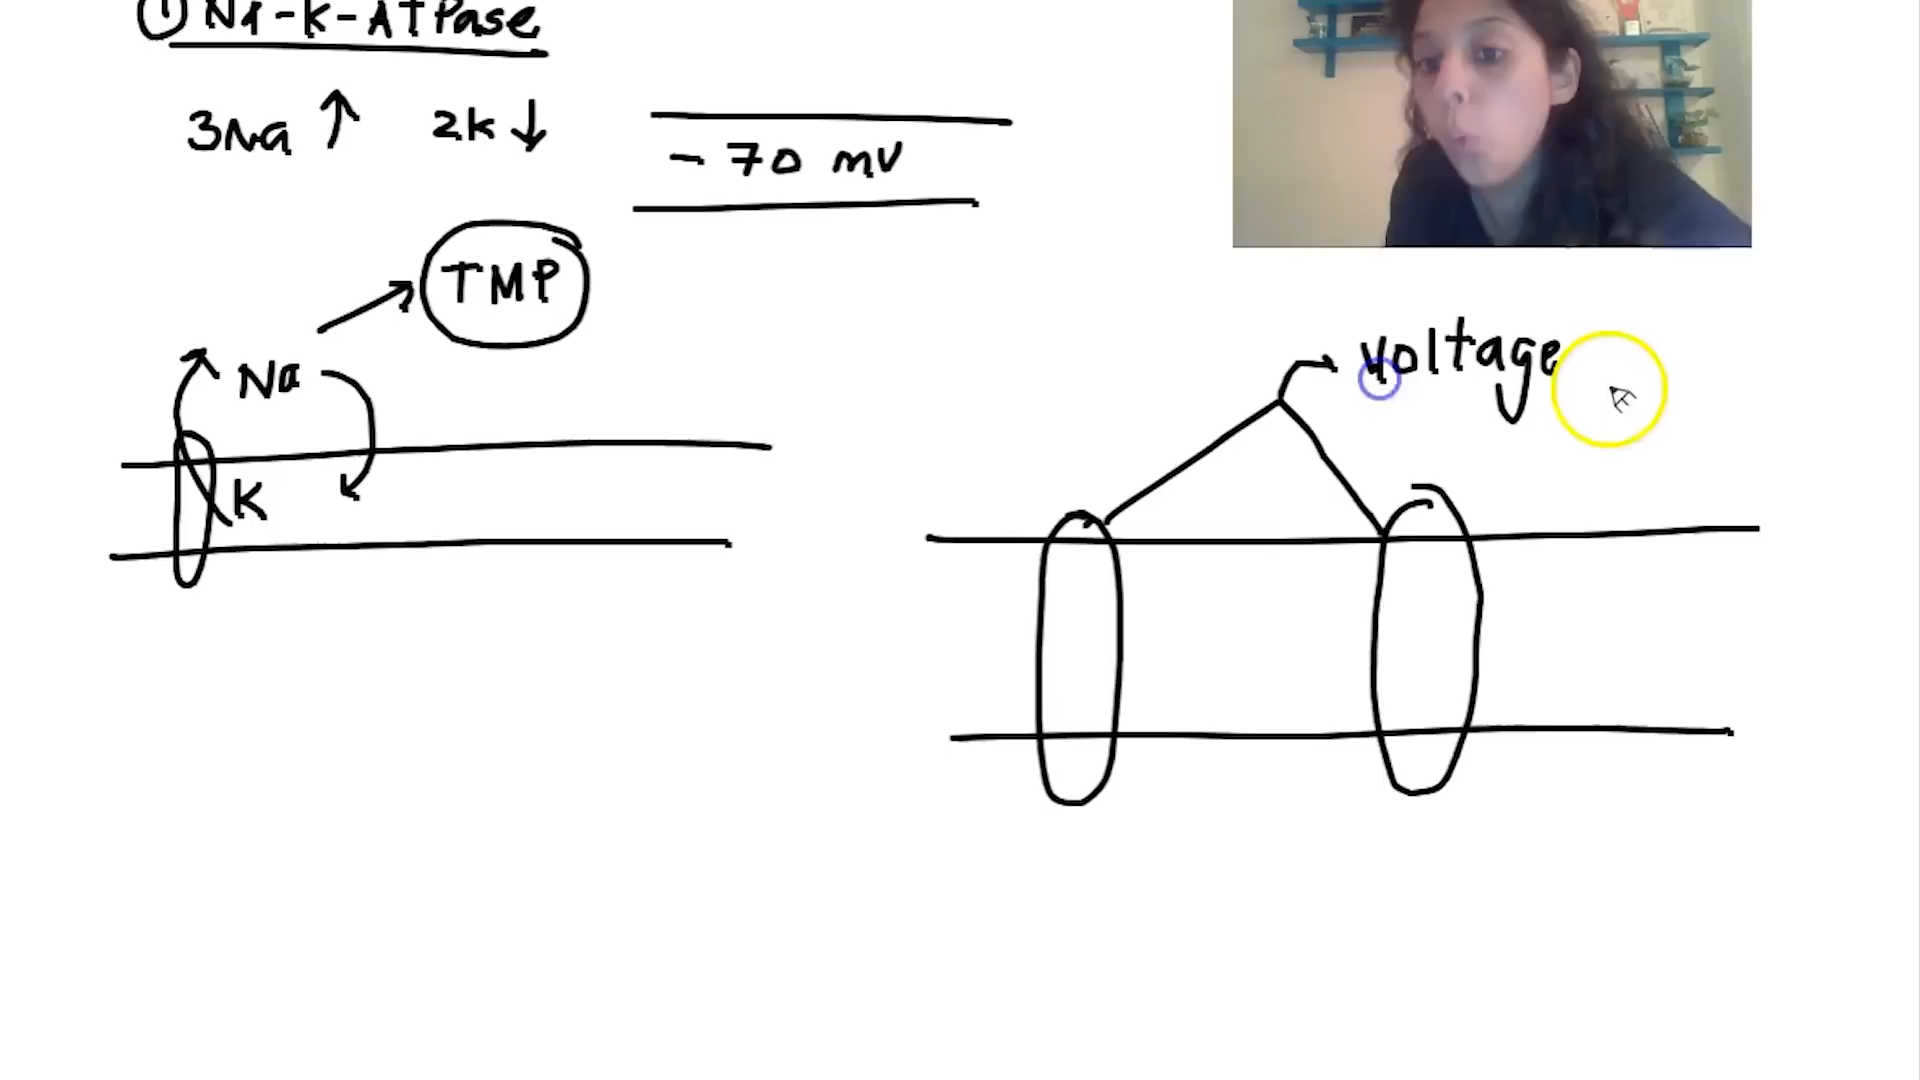 ① Na-K-ATPase
3Na ↑ 2K ↓
- 70 mV
TMP
Na
K
Voltage